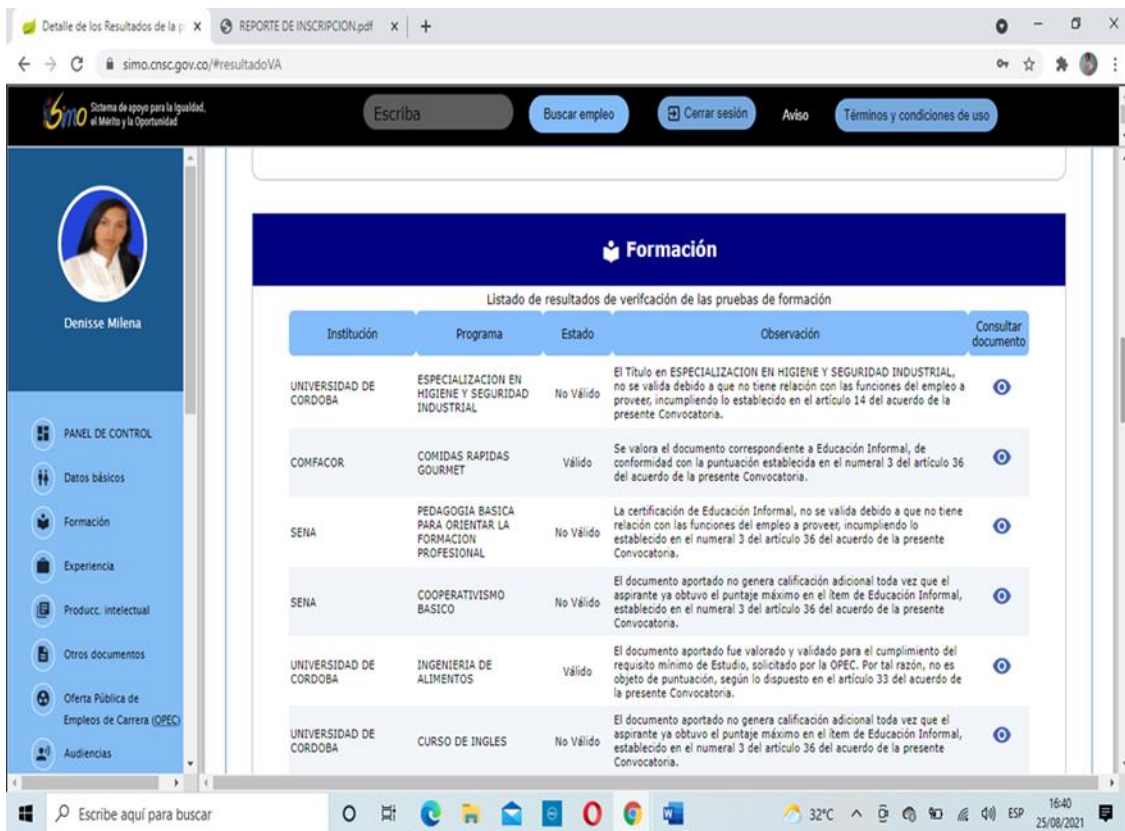 Detalle de los Resultados de la p
REPORTE DE INSCRIPCION.pdf
simo.cnsc.gov.co/#resultadoVA
Simo
Sistema de apoyo para la Igualdad,
el Mérito y la Oportunidad
Escriba
Buscar empleo
Cerrar sesión
Aviso
Términos y condiciones de uso
Denisse Milena
PANEL DE CONTROL
Datos básicos
Formación
Experiencia
Producc. intelectual
Otros documentos
Oferta Pública de
Empleos de Carrera (OPEC)
Audiencias
Formación
Listado de resultados de verifcación de las pruebas de formación
Institución Programa Estado Observación Consultar
documento
UNIVERSIDAD DE
CORDOBA
ESPECIALIZACION EN
HIGIENE Y SEGURIDAD
INDUSTRIAL
No Válido
El Título en ESPECIALIZACION EN HIGIENE Y SEGURIDAD INDUSTRIAL,
no se valida debido a que no tiene relación con las funciones del empleo a
proveer, incumpliendo lo establecido en el artículo 14 del acuerdo de la
presente Convocatoria.
COMFACOR
COMIDAS RAPIDAS
GOURMET
Válido
Se valora el documento correspondiente a Educación Informal, de
conformidad con la puntuación establecida en el numeral 3 del artículo 36
del acuerdo de la presente Convocatoria.
SENA
PEDAGOGIA BASICA
PARA ORIENTAR LA
FORMACION
PROFESIONAL
No Válido
La certificación de Educación Informal, no se valida debido a que no tiene
relación con las funciones del empleo a proveer, incumpliendo lo
establecido en el numeral 3 del artículo 36 del acuerdo de la presente
Convocatoria.
SENA
COOPERATIVISMO
BASICO
No Válido
El documento aportado no genera calificación adicional toda vez que el
aspirante ya obtuvo el puntaje máximo en el ítem de Educación Informal,
establecido en el numeral 3 del artículo 36 del acuerdo de la presente
Convocatoria.
UNIVERSIDAD DE
CORDOBA
INGENIERIA DE
ALIMENTOS
Válido
El documento aportado fue valorado y validado para el cumplimiento del
requisito mínimo de Estudio, solicitado por la OPEC. Por tal razón, no es
objeto de puntuación, según lo dispuesto en el artículo 33 del acuerdo de
la presente Convocatoria.
UNIVERSIDAD DE
CORDOBA
CURSO DE INGLES
No Válido
El documento aportado no genera calificación adicional toda vez que el
aspirante ya obtuvo el puntaje máximo en el ítem de Educación Informal,
establecido en el numeral 3 del artículo 36 del acuerdo de la presente
Convocatoria.
Escribe aquí para buscar
32°C
ESP
16:40
25/08/2021